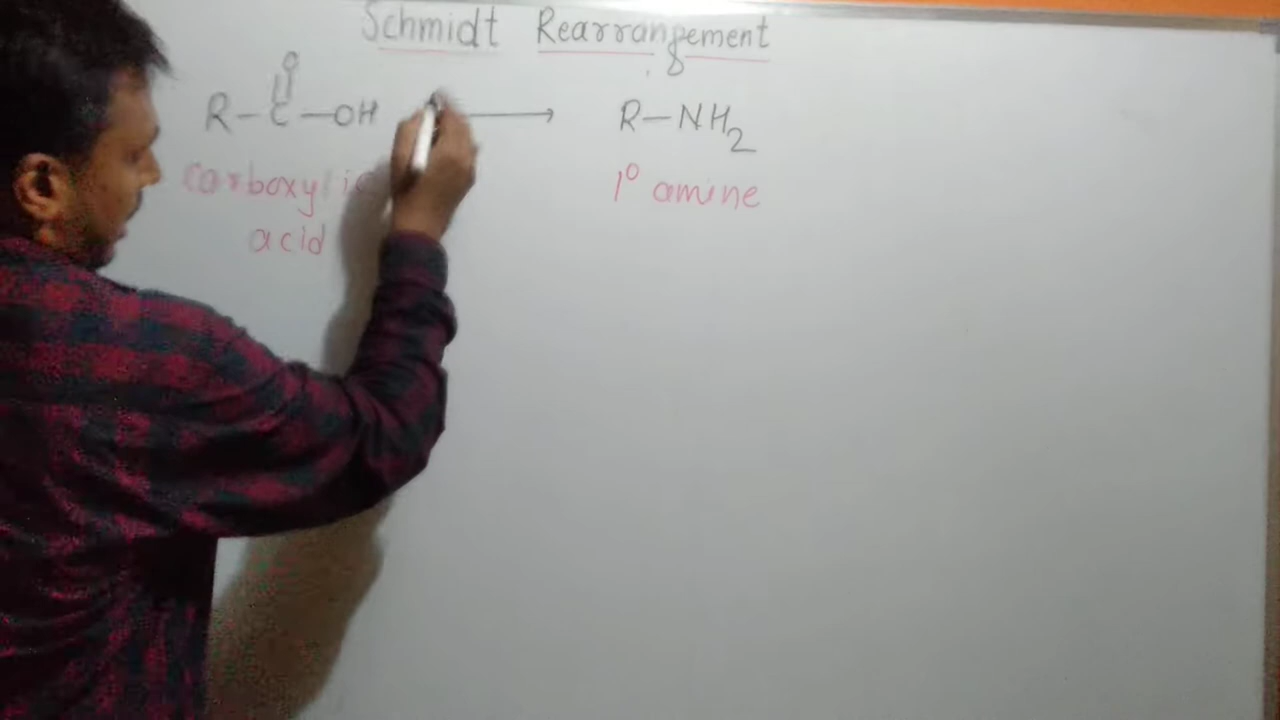 Schmidt Rearrangement
O
R-C-OH → R-NH2
carboxylic 1° amine
acid